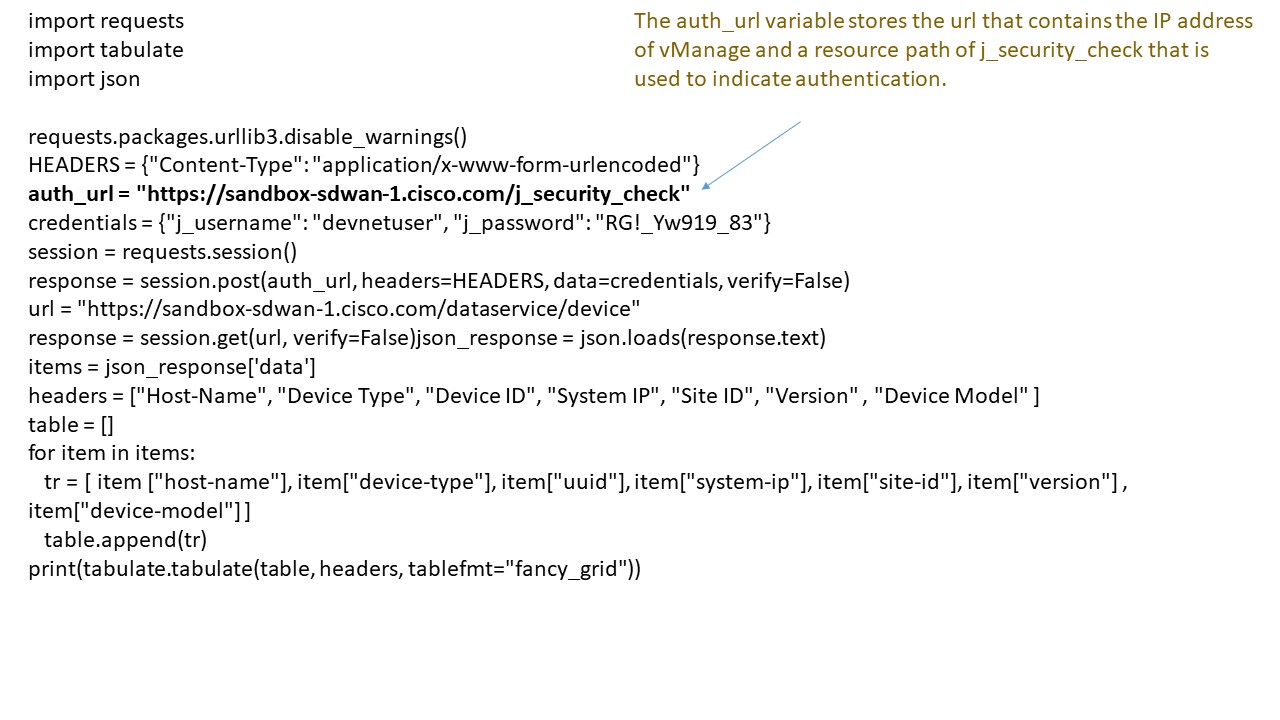 import requests
import tabulate
import json
The auth_url variable stores the url that contains the IP address
of vManage and a resource path of j_security_check that is
used to indicate authentication.
requests.packages.urllib3.disable_warnings()
HEADERS = {"Content-Type": "application/x-www-form-urlencoded"}
auth_url = "https://sandbox-sdwan-1.cisco.com/j_security_check"
credentials = {"j_username": "devnetuser", "j_password": "RG!_Yw919_83"}
session = requests.session()
response = session.post(auth_url, headers=HEADERS, data=credentials, verify=False)
url = "https://sandbox-sdwan-1.cisco.com/dataservice/device"
response = session.get(url, verify=False)json_response = json.loads(response.text)
items = json_response['data']
headers = ["Host-Name", "Device Type", "Device ID", "System IP", "Site ID", "Version" , "Device Model" ]
table = []
for item in items:
tr = [ item ["host-name"], item["device-type"], item["uuid"], item["system-ip"], item["site-id"], item["version"] ,
item["device-model"] ]
table.append(tr)
print(tabulate.tabulate(table, headers, tablefmt="fancy_grid"))